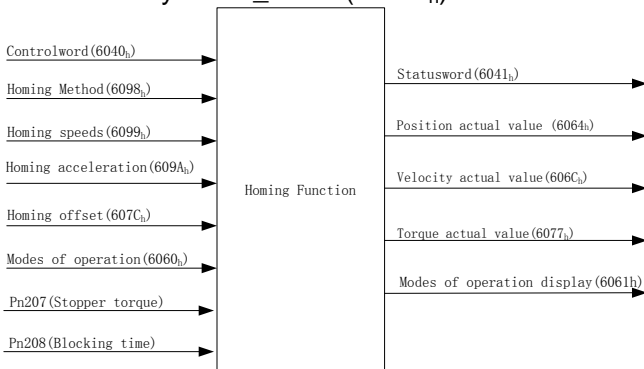 Controlword(6040h)
Homing Method(6098h)
Homing speeds(6099h)
Homing acceleration(609Ah)
Homing offset(607Ch)
Modes of operation(6060h)
Pn207(Stopper torque)
Pn208(Blocking time)
Homing Function
Statusword(6041h)
Position actual value (6064h)
Velocity actual value(606Ch)
Torque actual value(6077h)
Modes of operation display(6061h)